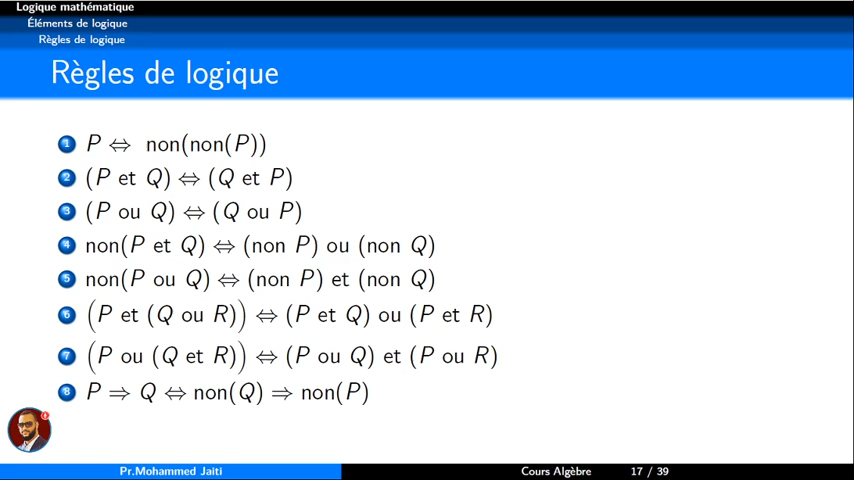 Logique mathématique
Éléments de logique
Règles de logique
Règles de logique
1 P ⇔ non(non(P))
2 (P et Q) ⇔ (Q et P)
3 (P ou Q) ⇔ (Q ou P)
4 non(P et Q) ⇔ (non P) ou (non Q)
5 non(P ou Q) ⇔ (non P) et (non Q)
6 (P et (Q ou R)) ⇔ (P et Q) ou (P et R)
7 (P ou (Q et R)) ⇔ (P ou Q) et (P ou R)
8 P ⇒ Q ⇔ non(Q) ⇒ non(P)
Pr.Mohammed Jaiti Cours Algèbre 17 / 39